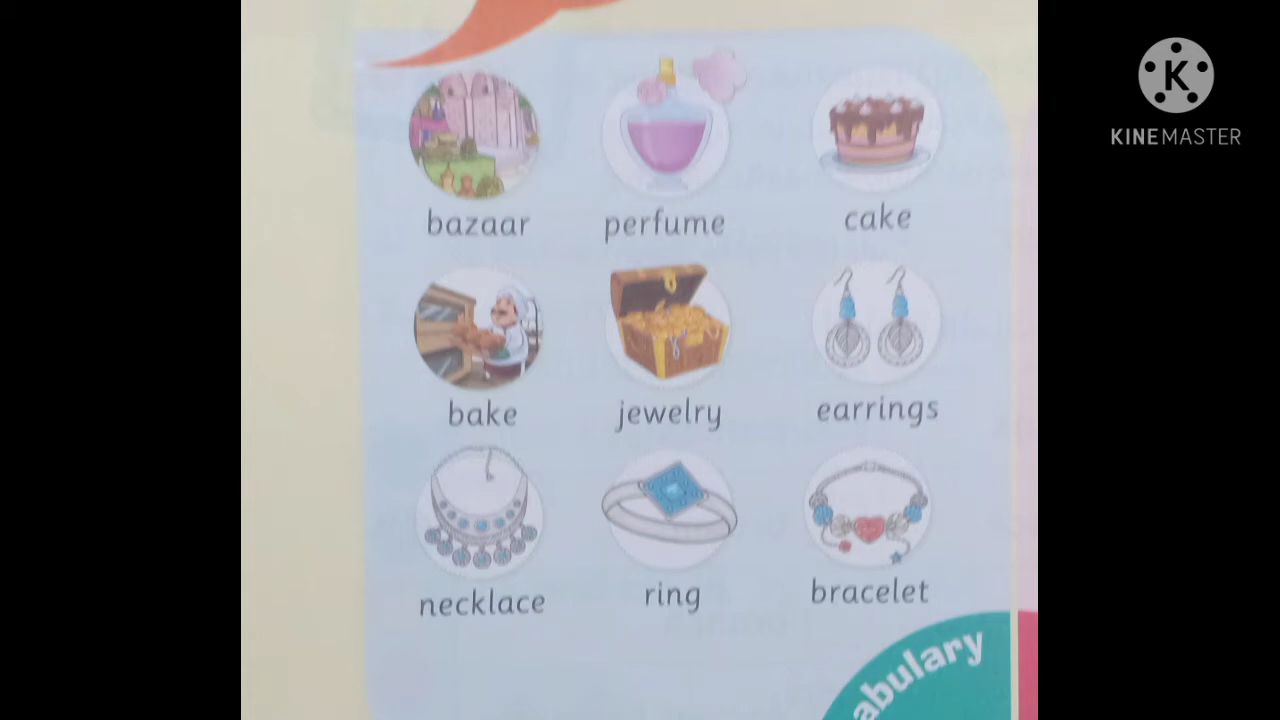 KINEMASTER
bazaar
perfume
cake
bake
jewelry
earrings
necklace
ring
bracelet
abulary